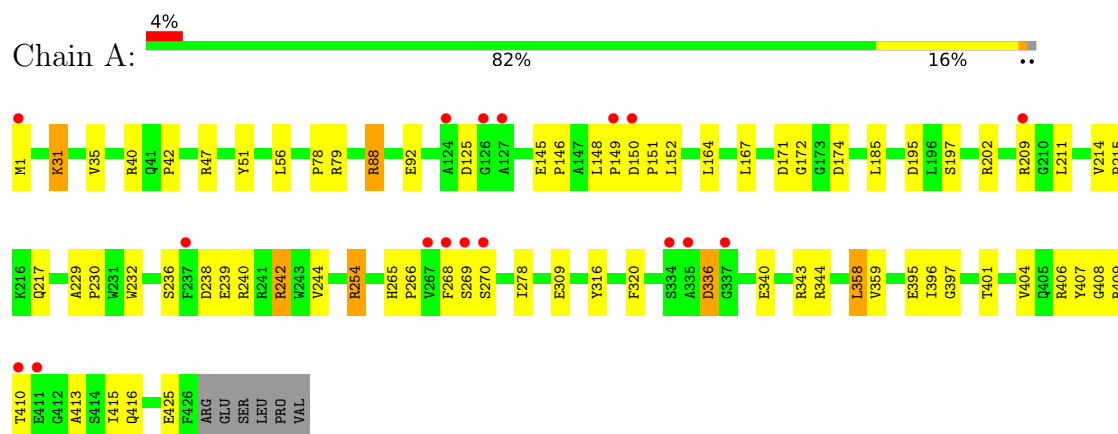 4%
Chain A:
82% 16% ••
M1 K31 V35 R40 Q41 P42 R47 Y51 L56 P78 R79 R88 E92 A124 D125 G126 A127 E145 P146 A147 L148 P149 D150 P151 L152 L164 L167 D171 G172 G173 D174 L185 D195 L196 S197 R202 R209 G210 L211 V214
K216 Q217 A229 P230 W231 W232 S236 F237 D238 E239 R240 R241 R242 W243 V244 R254 H265 P266 V267 F268 S269 S270 I278 E309 Y316 F320 S334 A335 D336 G337 E340 R343 R344 L358 V359 E395 I396 G397 T401 V404 Q405 R406 Y407 G408
T410 E411 G412 A413 S414 I415 Q416 E425 F426 ARG GLU SER LEU PRO VAL